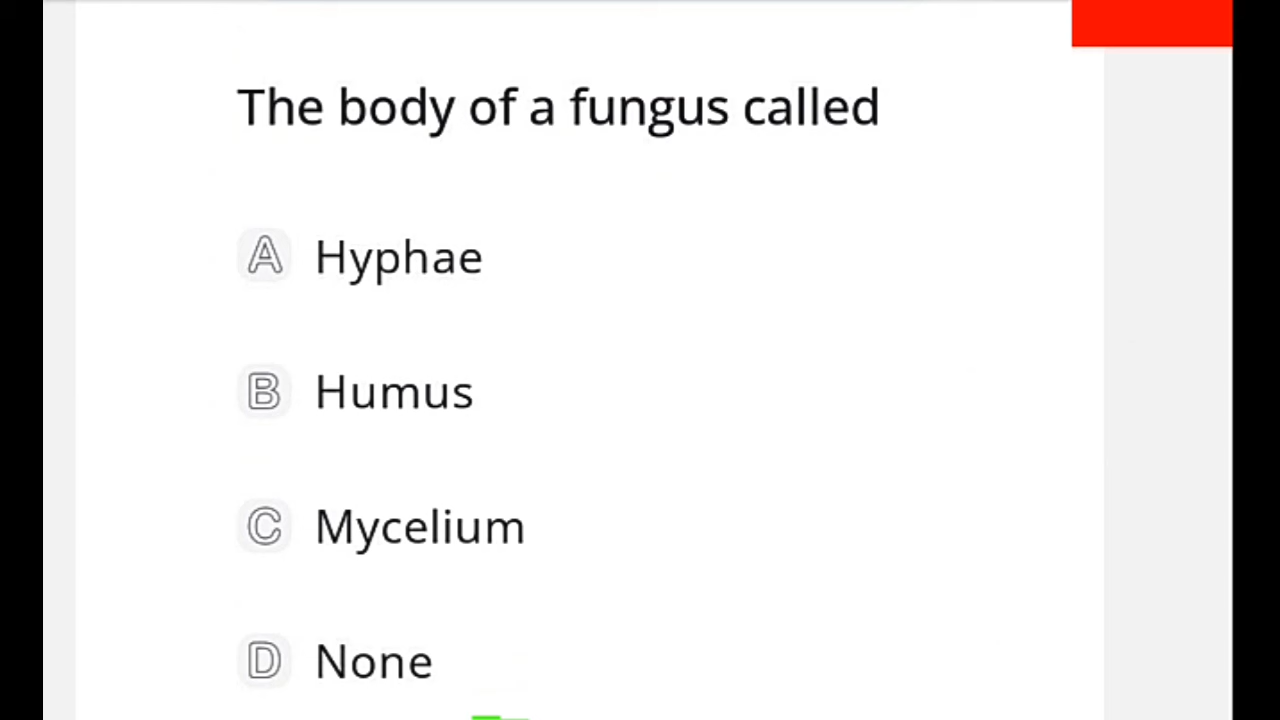 The body of a fungus called
A Hyphae
B Humus
C Mycelium
D None